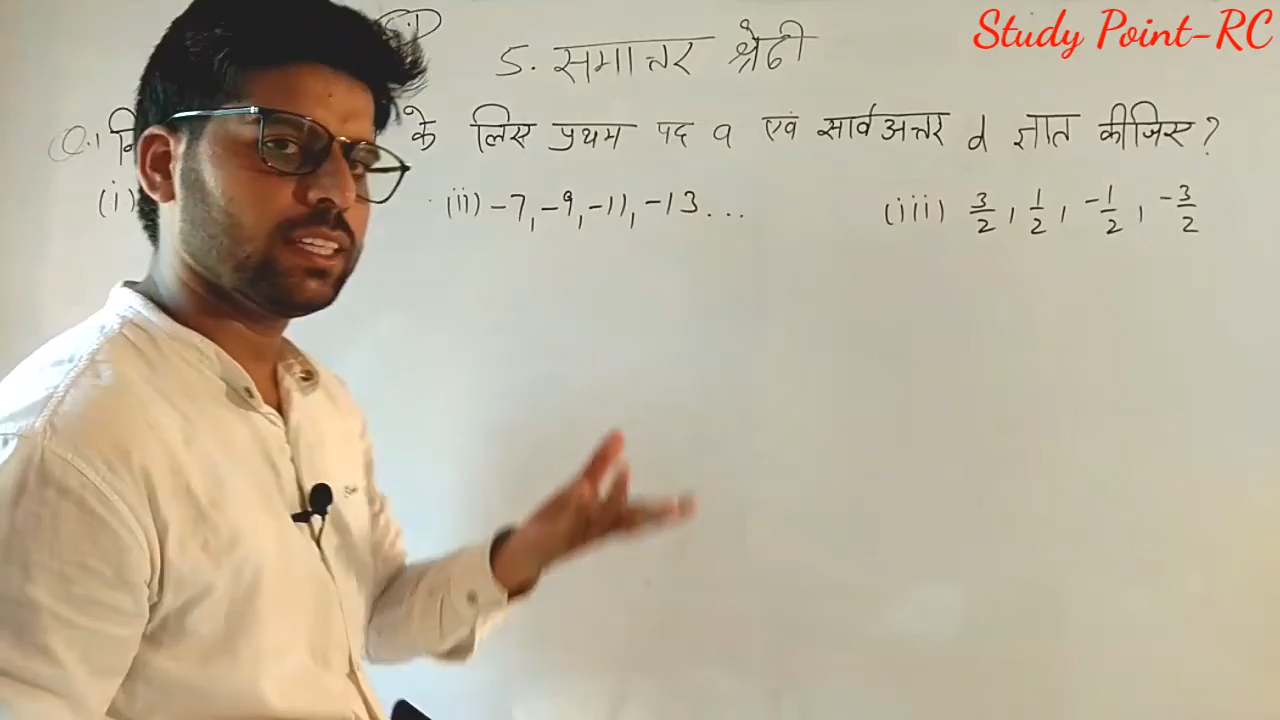 Study Point-RC
5. समान्तर श्रेढी
Q.1 के लिए प्रथम पद a एवं सार्वअन्तर d ज्ञात कीजिए?
(i) (ii) -7, -9, -11, -13... (iii) 3/2, 1/2, -1/2, -3/2